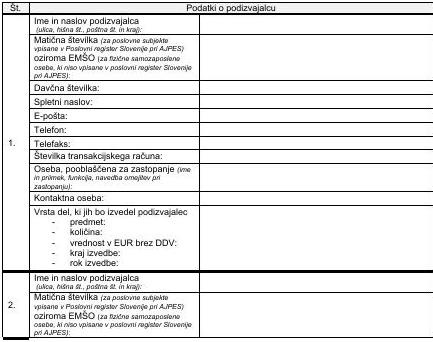 Št.
Podatki o podizvajalcu
1.
Ime in naslov podizvajalca
(ulica, hišna št., poštna št. in kraj):
Matična številka (za poslovne subjekte
vpisane v Poslovni register Slovenije pri AJPES)
oziroma EMŠO (za fizične samozaposlene
osebe, ki niso vpisane v poslovni register Slovenije
pri AJPES):
Davčna številka:
Spletni naslov:
E-pošta:
Telefon:
Telefaks:
Številka transakcijskega računa:
Oseba, pooblaščena za zastopanje (ime
in priimek, funkcija, navedba omejitev pri
zastopanju):
Kontaktna oseba:
Vrsta del, ki jih bo izvedel podizvajalec
- predmet:
- količina:
- vrednost v EUR brez DDV:
- kraj izvedbe:
- rok izvedbe:
2.
Ime in naslov podizvajalca
(ulica, hišna št., poštna št. in kraj):
Matična številka (za poslovne subjekte
vpisane v Poslovni register Slovenije pri AJPES)
oziroma EMŠO (za fizične samozaposlene
osebe, ki niso vpisane v poslovni register Slovenije
pri AJPES):